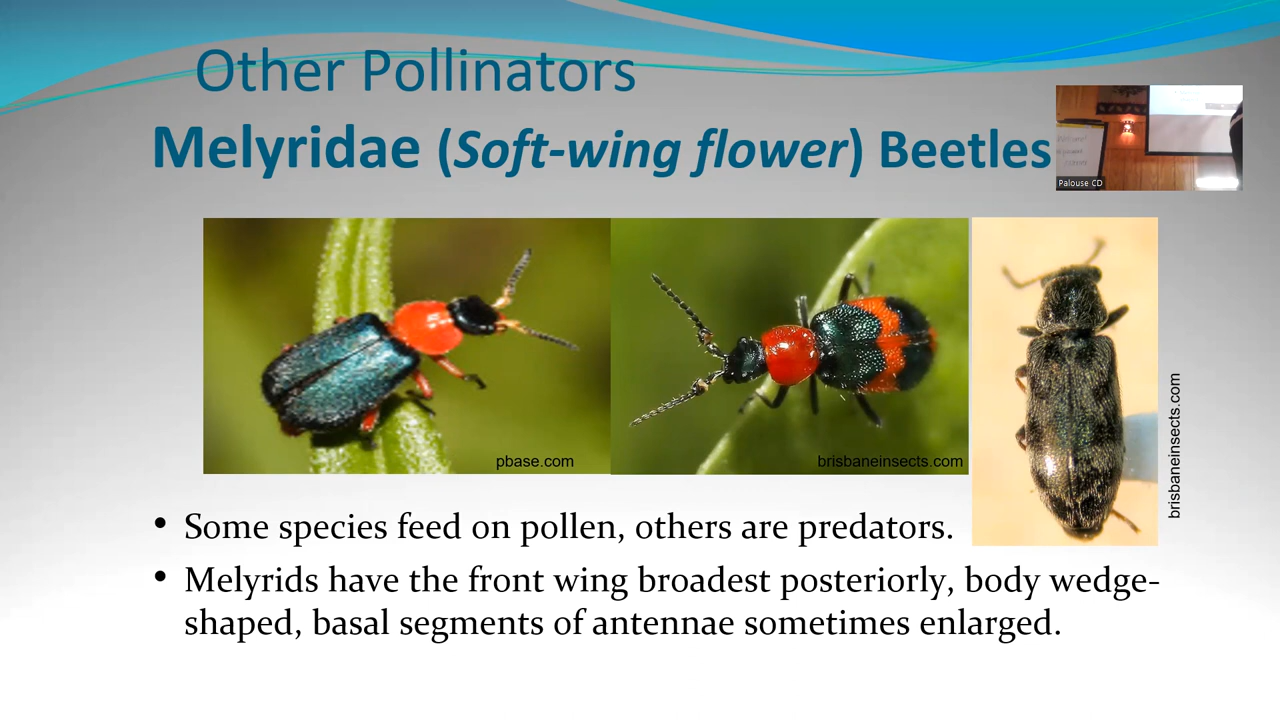 Other Pollinators
Melyridae (Soft-wing flower) Beetles
Palouse CD
pbase.com
brisbaneinsects.com
brisbaneinsects.com
• Some species feed on pollen, others are predators.
• Melyrids have the front wing broadest posteriorly, body wedge-
shaped, basal segments of antennae sometimes enlarged.